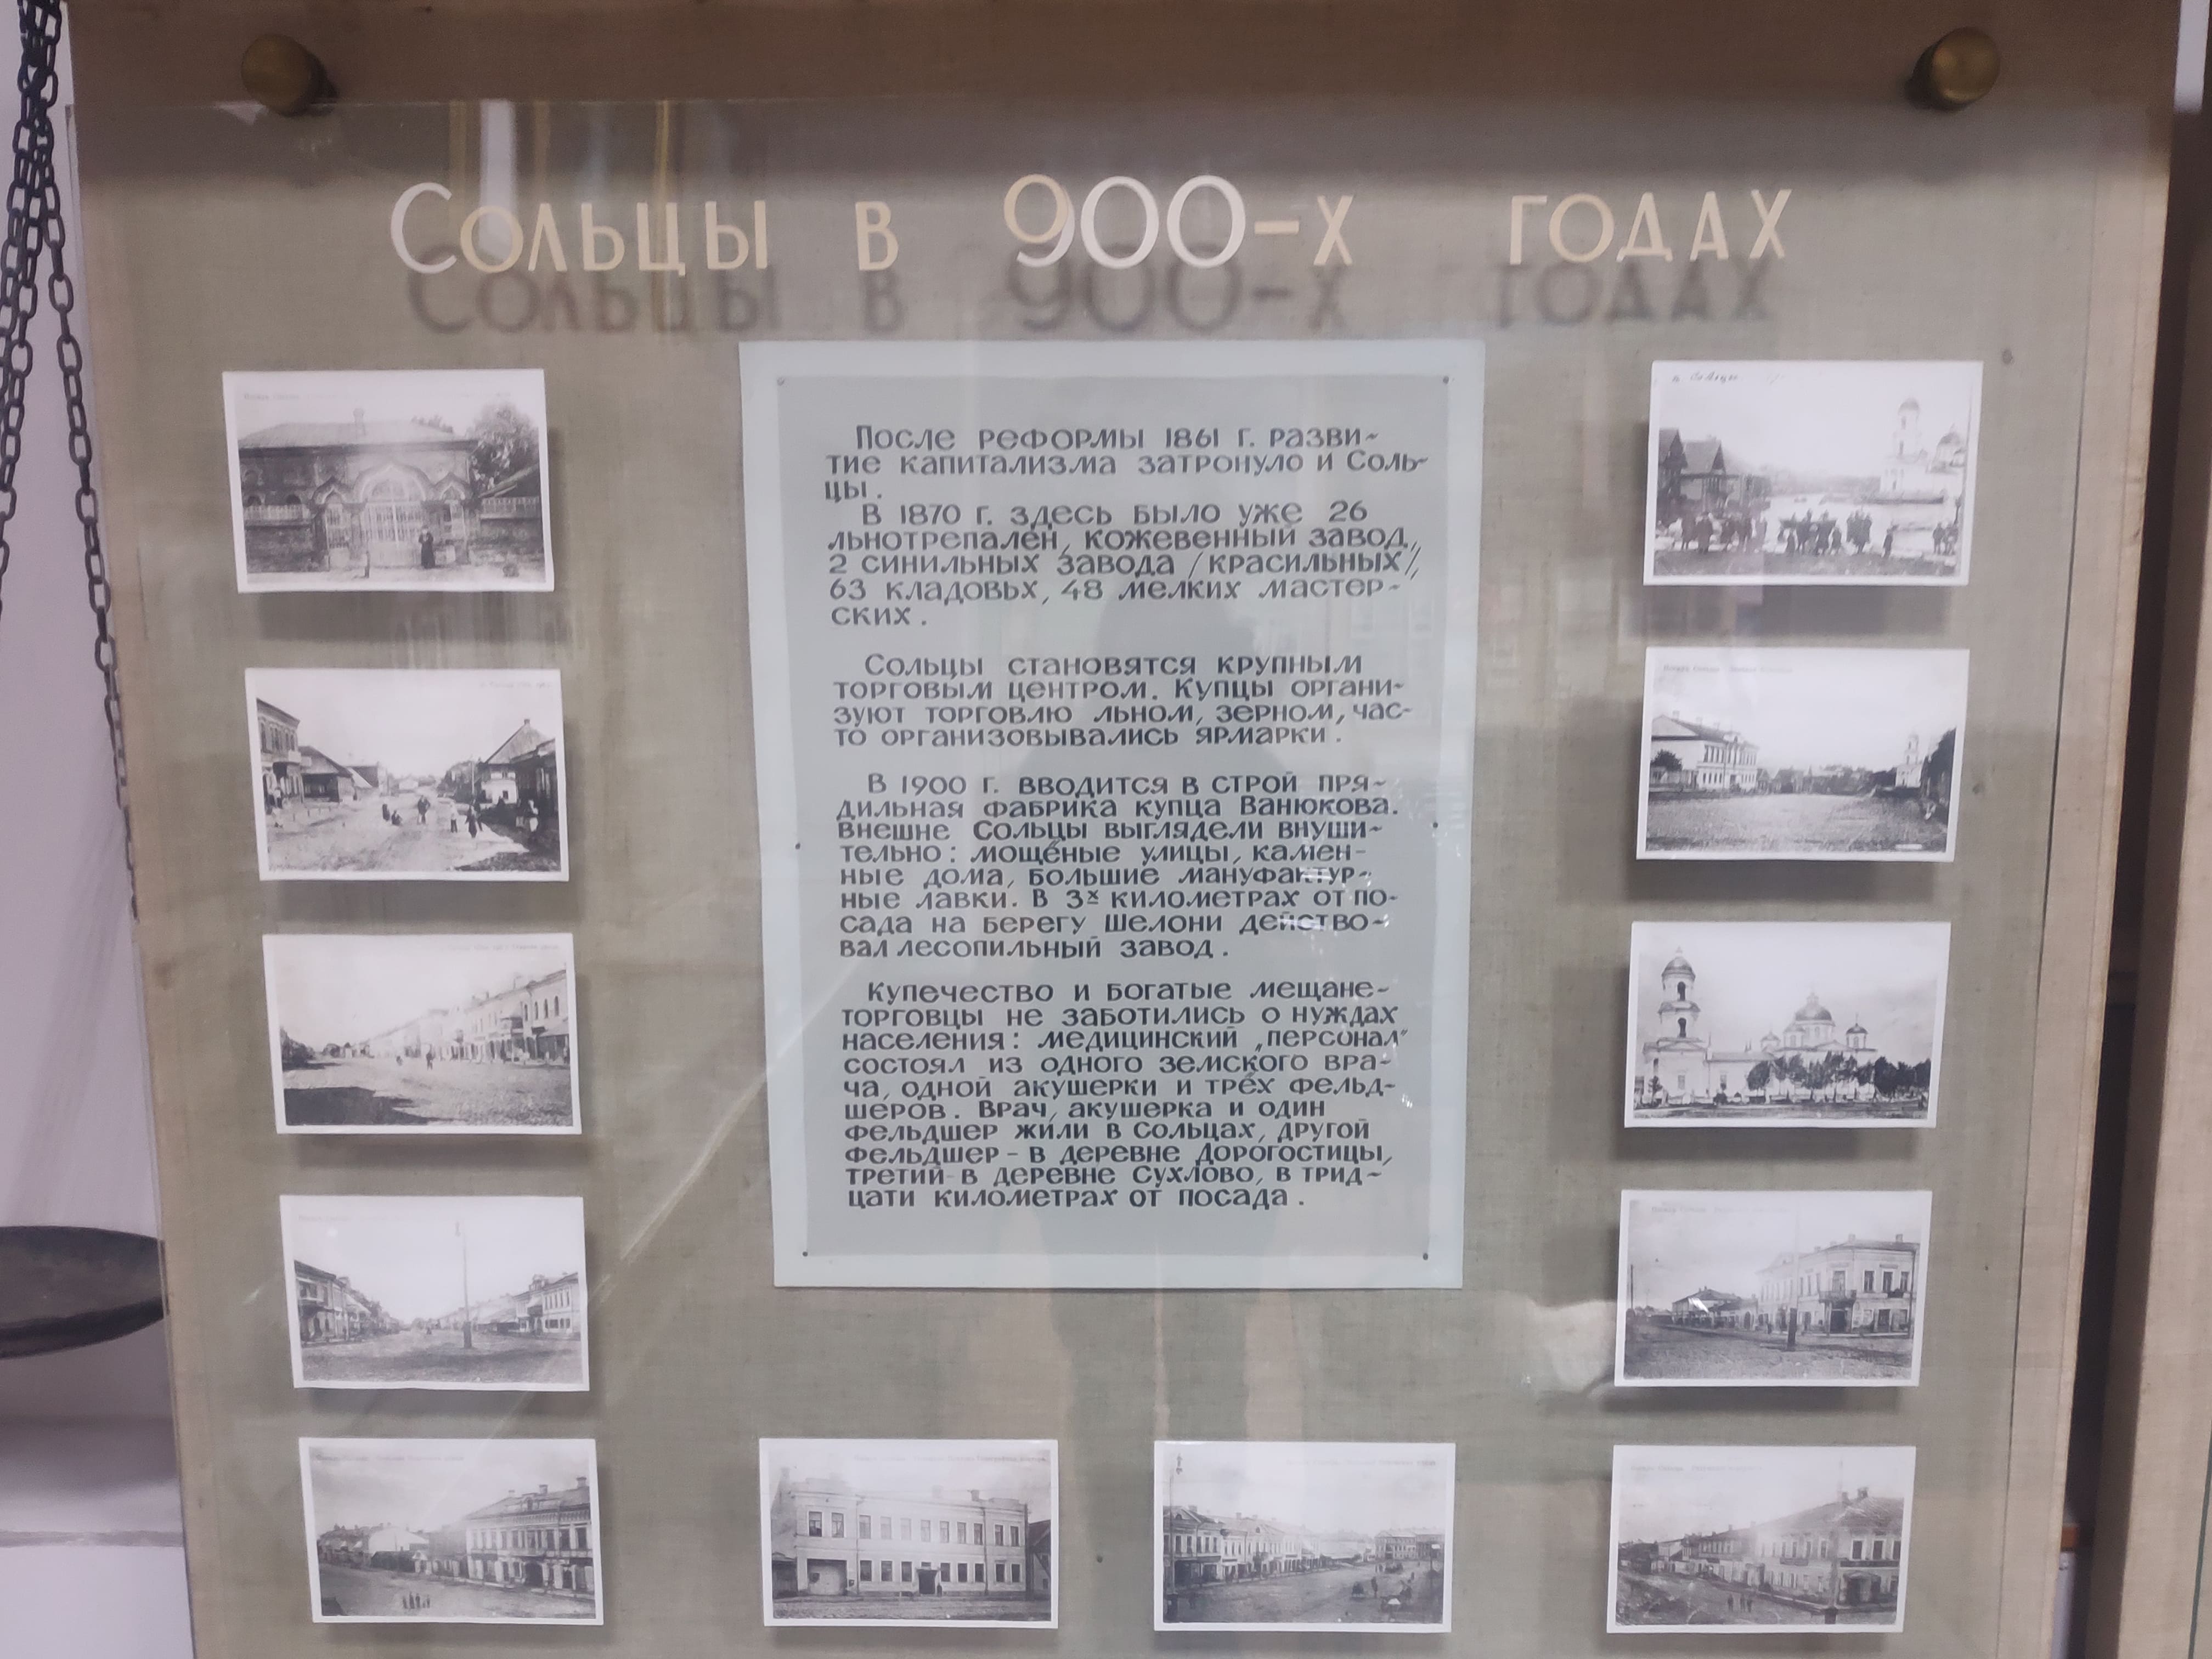 Сольцы в 900-х годах
После реформы 1861 г. разви-
тие капитализма затронуло и Соль-
цы.
В 1870 г. здесь было уже 26
льнотрепален, кожевенный завод,
2 синильных завода /красильных/,
63 кладовых, 48 мелких мастер-
ских.
Сольцы становятся крупным
торговым центром. Купцы органи-
зуют торговлю льном, зерном, час-
то организовывались ярмарки.
В 1900 г. вводится в строй пря-
дильная фабрика купца Ванюкова.
Внешне Сольцы выглядели внуши-
тельно: мощёные улицы, камен-
ные дома, большие мануфактур-
ные лавки. В 3х километрах от по-
сада на берегу Шелони действо-
вал лесопильный завод.
Купечество и богатые мещане-
торговцы не заботились о нуждах
населения: медицинский „персонал"
состоял из одного земского вра-
ча, одной акушерки и трёх фельд-
шеров. Врач, акушерка и один
фельдшер жили в Сольцах, другой
фельдшер - в деревне Дорогостицы,
третий - в деревне Сухлово, в трид-
цати километрах от посада.